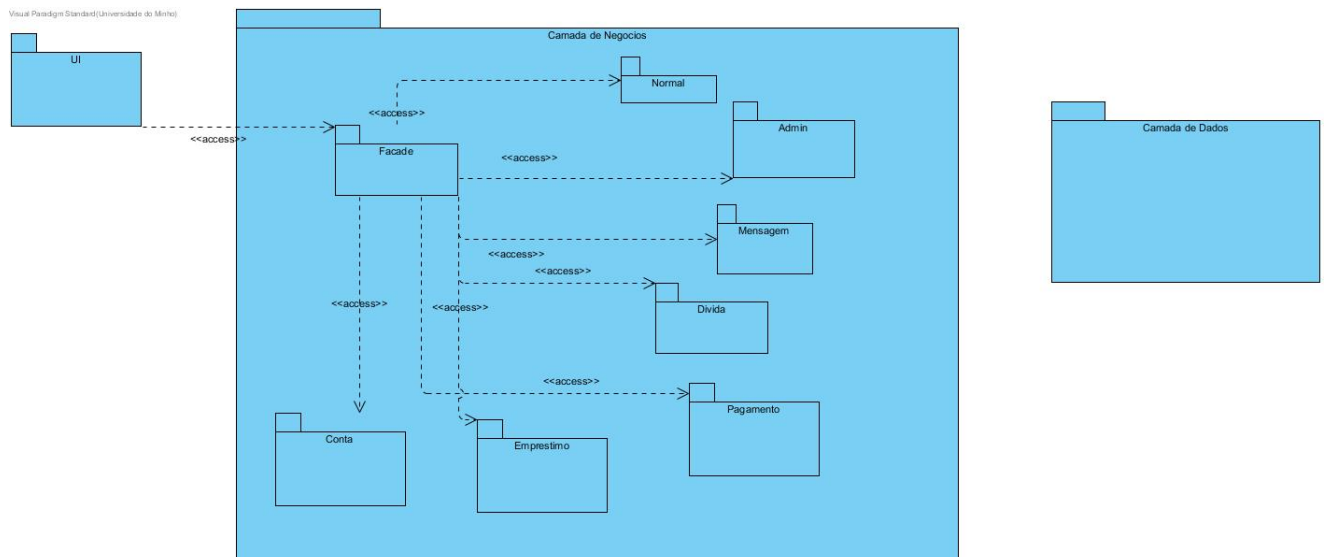 Visual Paradigm Standard(Universidade do Minho)
UI
Camada de Negocios
Normal
<<access>>
Admin
Camada de Dados
<<access>>
Facade
<<access>>
Mensagem
<<access>>
<<access>>
<<access>>
<<access>>
Divida
<<access>>
Pagamento
Conta
Emprestimo